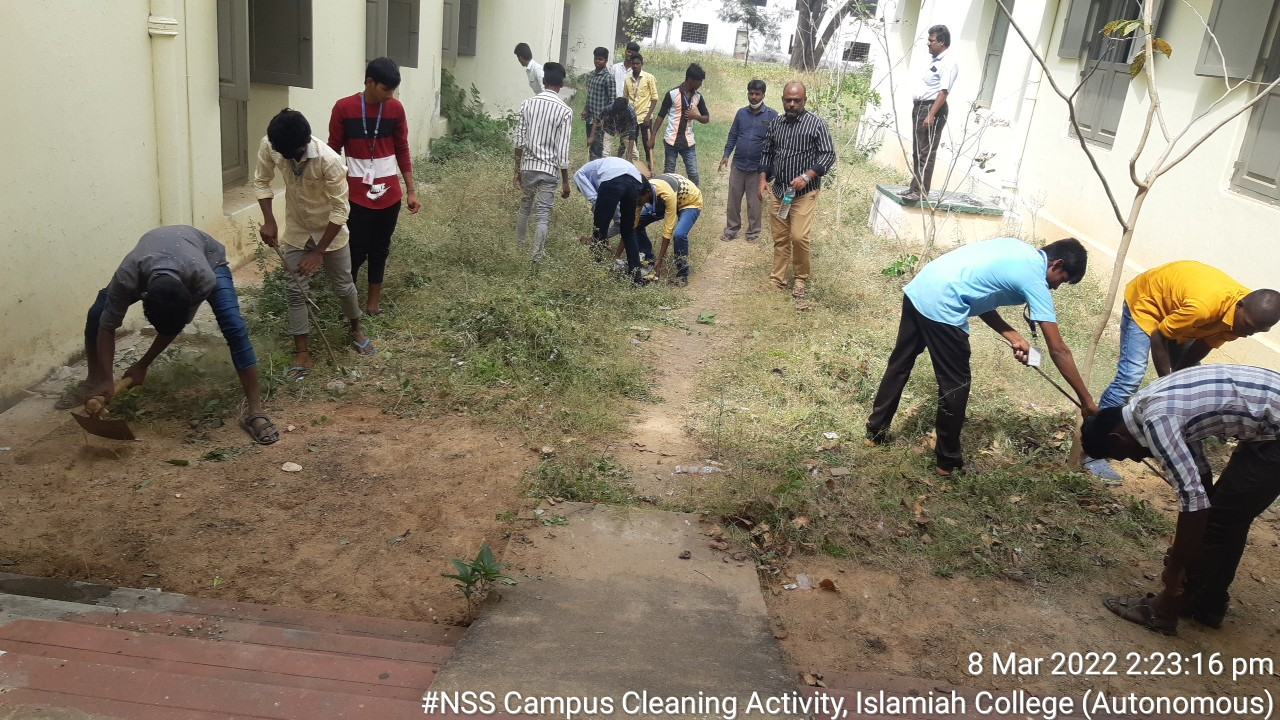 8 Mar 2022 2:23:16 pm
#NSS Campus Cleaning Activity, Islamiah College (Autonomous)